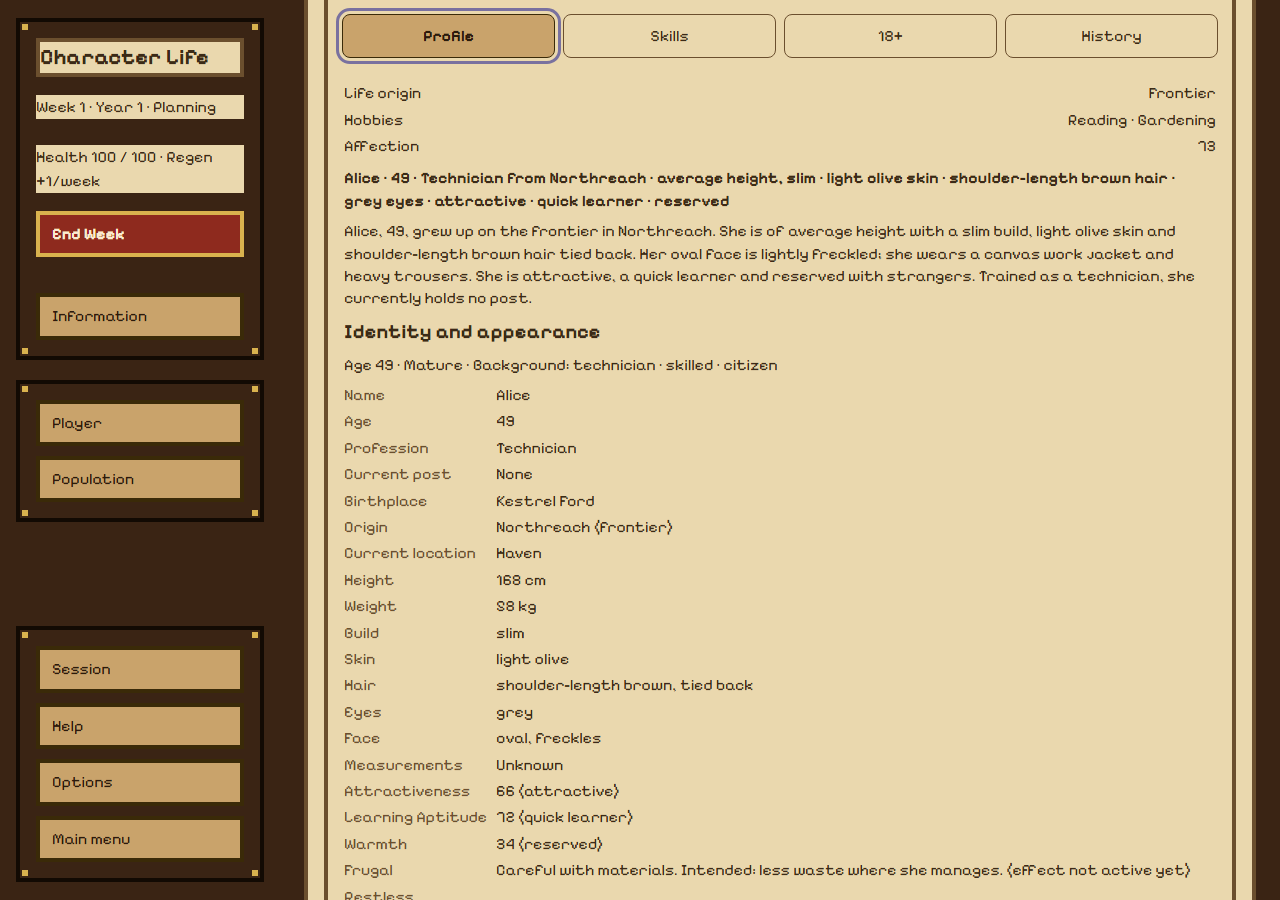 Character Life
Week 1 · Year 1 · Planning
Health 100 / 100 · Regen
+1/week
End Week
Information
Player
Population
Session
Help
Options
Main menu
Profile
Skills
18+
History
Life origin
Frontier
Hobbies
Reading · Gardening
Affection
73
Alice · 49 · Technician from Northreach · average height, slim · light olive skin · shoulder-length brown hair ·
grey eyes · attractive · quick learner · reserved
Alice, 49, grew up on the frontier in Northreach. She is of average height with a slim build, light olive skin and
shoulder-length brown hair tied back. Her oval face is lightly freckled; she wears a canvas work jacket and
heavy trousers. She is attractive, a quick learner and reserved with strangers. Trained as a technician, she
currently holds no post.
Identity and appearance
Age 49 · Mature · Background: technician · skilled · citizen
Name Alice
Age 49
Profession Technician
Current post None
Birthplace Kestrel Ford
Origin Northreach (frontier)
Current location Haven
Height 168 cm
Weight 58 kg
Build slim
Skin light olive
Hair shoulder-length brown, tied back
Eyes grey
Face oval, freckles
Measurements Unknown
Attractiveness 66 (attractive)
Learning Aptitude 72 (quick learner)
Warmth 34 (reserved)
Frugal Careful with materials. Intended: less waste where she manages. (effect not active yet)
Restless